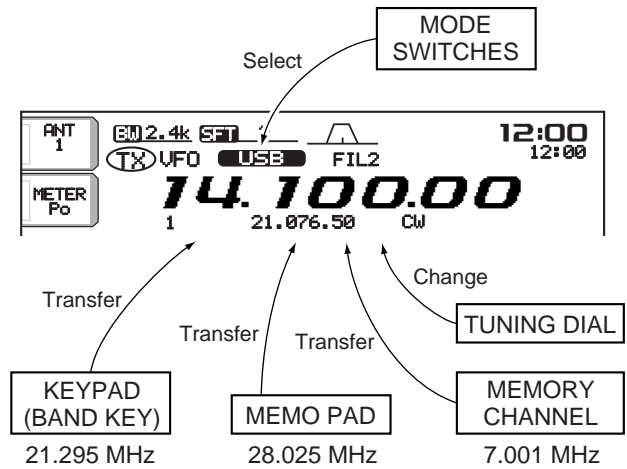 MODE
SWITCHES
Select
ANT
1
BW 2.4k SFT
12:00
TX VFO USB FIL2
12:00
METER
Po
14.100.00
1 21.076.50 CW
Change
Transfer
Transfer
Transfer
TUNING DIAL
KEYPAD
(BAND KEY)
MEMO PAD
MEMORY
CHANNEL
21.295 MHz
28.025 MHz
7.001 MHz